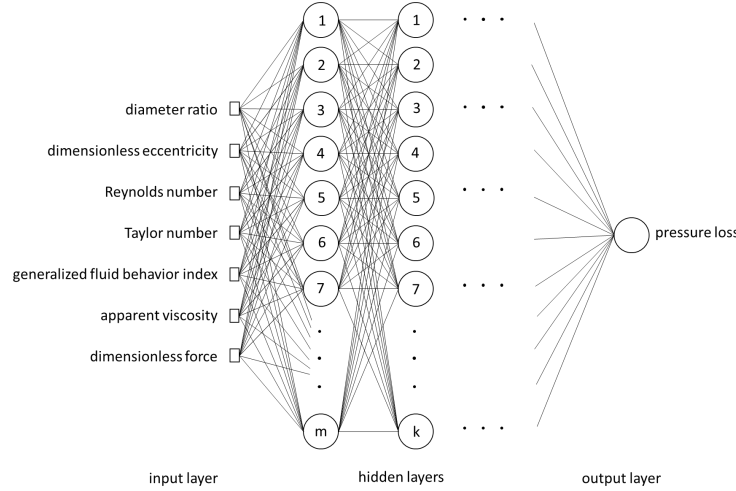 1 1 . . .
2 2
diameter ratio 3 3 . . .
dimensionless eccentricity 4 4
Reynolds number 5 5 . . .
Taylor number 6 6
pressure loss
generalized fluid behavior index 7 7 . . .
apparent viscosity
dimensionless force
m k . . .
input layer hidden layers output layer